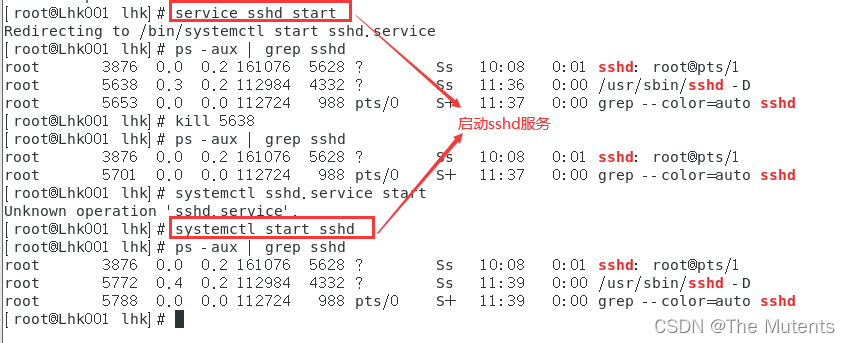 [root@Lhk001 lhk]# service sshd start
Redirecting to /bin/systemctl start sshd.service
[root@Lhk001 lhk]# ps -aux | grep sshd
root 3876 0.0 0.2 161076 5628 ? Ss 10:08 0:01 sshd: root@pts/1
root 5638 0.3 0.2 112984 4332 ? Ss 11:36 0:00 /usr/sbin/sshd -D
root 5653 0.0 0.0 112724 988 pts/0 S+ 11:37 0:00 grep --color=auto sshd
[root@Lhk001 lhk]# kill 5638
启动sshd服务
[root@Lhk001 lhk]# ps -aux | grep sshd
root 3876 0.0 0.2 161076 5628 ? Ss 10:08 0:01 sshd: root@pts/1
root 5701 0.0 0.0 112724 988 pts/0 S+ 11:37 0:00 grep --color=auto sshd
[root@Lhk001 lhk]# systemctl sshd.service start
Unknown operation 'sshd.service'.
[root@Lhk001 lhk]# systemctl start sshd
[root@Lhk001 lhk]# ps -aux | grep sshd
root 3876 0.0 0.2 161076 5628 ? Ss 10:08 0:01 sshd: root@pts/1
root 5772 0.4 0.2 112984 4332 ? Ss 11:39 0:00 /usr/sbin/sshd -D
root 5788 0.0 0.0 112724 988 pts/0 S+ 11:39 0:00 grep --color=auto sshd
[root@Lhk001 lhk]#
CSDN @The Mutents